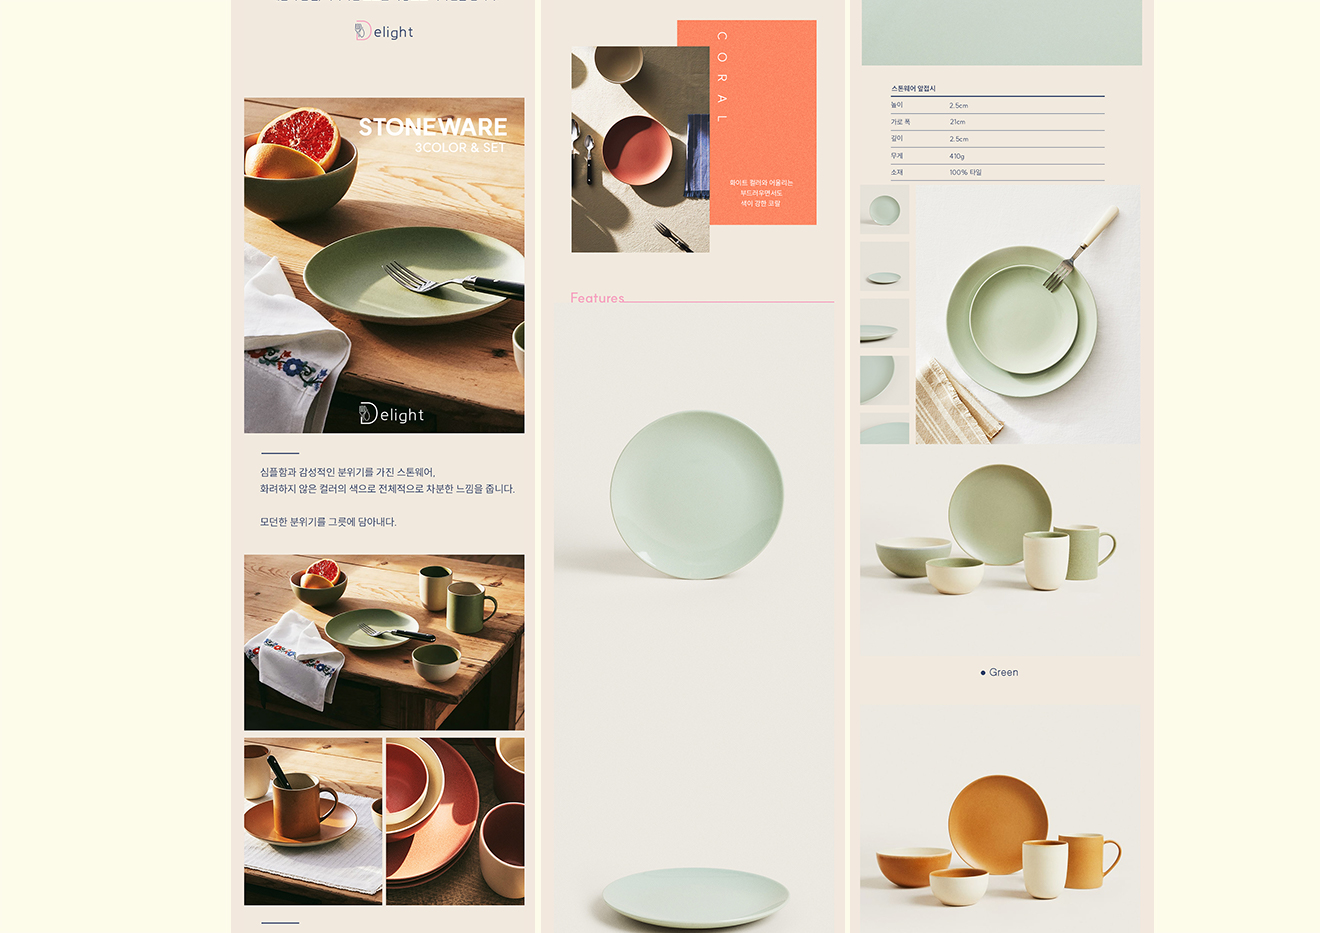 Delight
STONEWARE
3COLOR & SET
Delight
심플함과 감성적인 분위기를 가진 스톤웨어,
화려하지 않은 컬러의 색으로 전체적으로 차분한 느낌을 줍니다.
모던한 분위기를 그릇에 담아내다.
CORAL
화이트 컬러와 어울리는
부드러우면서도
색이 강한 코랄
Features
스톤웨어 앞접시
높이 2.5cm
가로 폭 21cm
깊이 2.5cm
무게 410g
소재 100% 타일
● Green